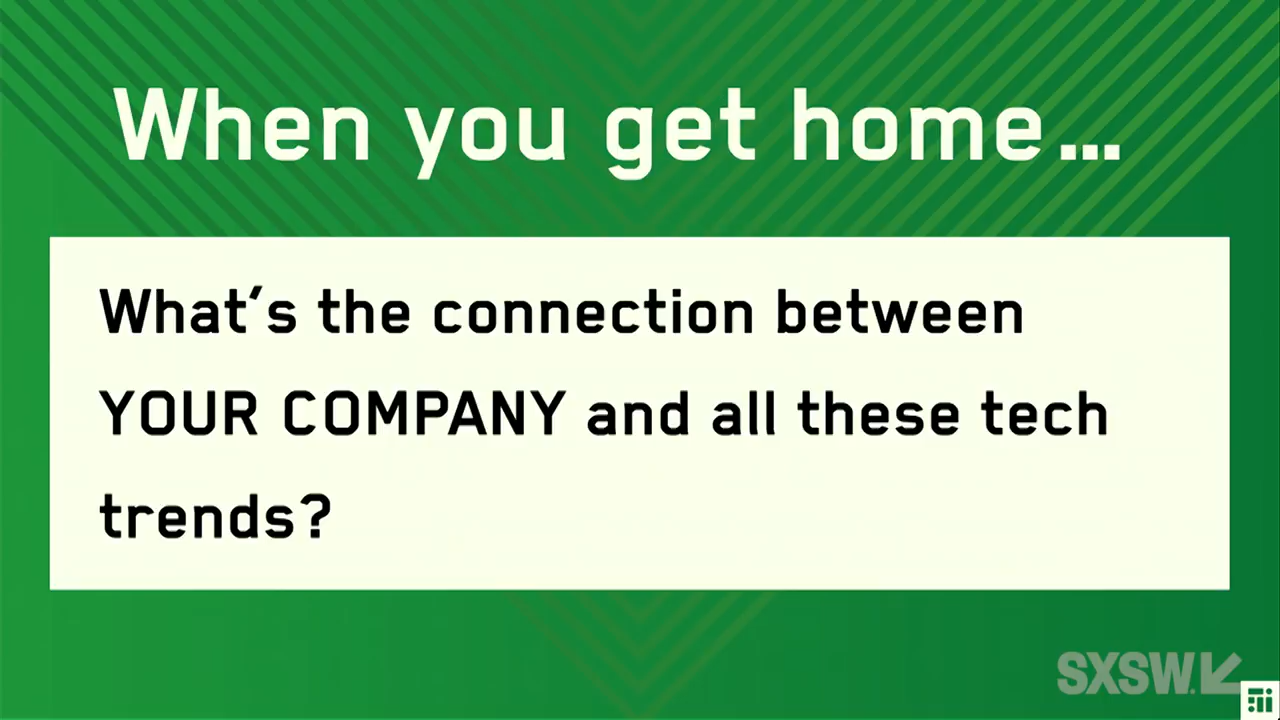 When you get home...
What's the connection between
YOUR COMPANY and all these tech
trends?
SXSW.